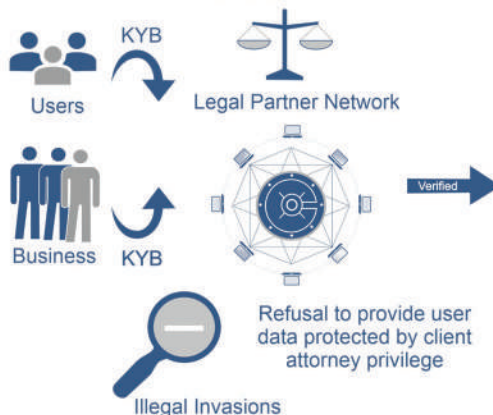 KYB
Users
Legal Partner Network
Verified
Business
KYB
Refusal to provide user
data protected by client
attorney privilege
Illegal Invasions